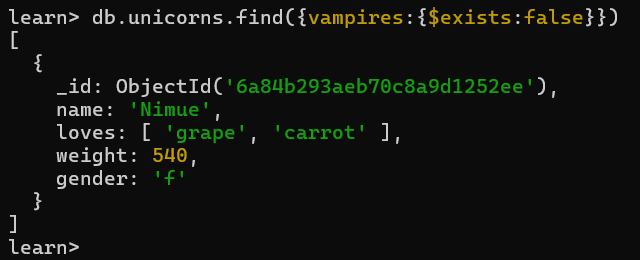 learn> db.unicorns.find({vampires:{$exists:false}})
[
  {
    _id: ObjectId('6a84b293aeb70c8a9d1252ee'),
    name: 'Nimue',
    loves: [ 'grape', 'carrot' ],
    weight: 540,
    gender: 'f'
  }
]
learn>